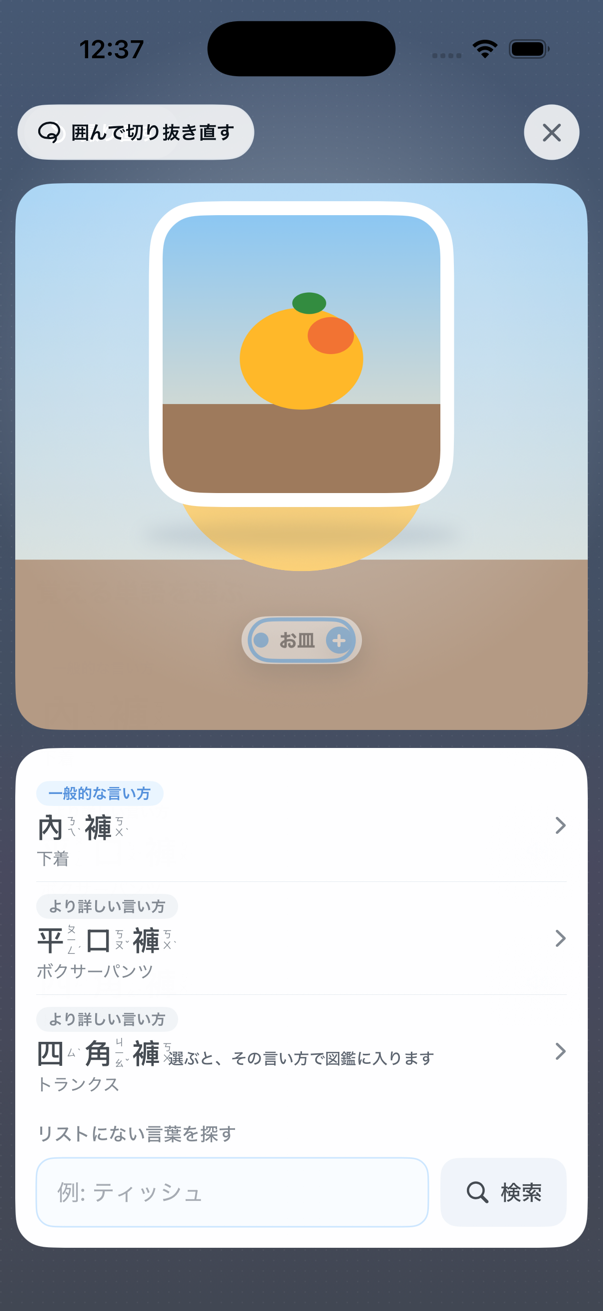 12:37
囲んで切り抜き直す
お皿
一般的な言い方
內ㄋㄟˋ褲ㄎㄨˋ
下着
より詳しい言い方
平ㄆㄧㄥˊ口ㄎㄡˇ褲ㄎㄨˋ
ボクサーパンツ
より詳しい言い方
四ㄙˋ角ㄐㄧㄠˇ褲ㄎㄨˋ
選ぶと、その言い方で図鑑に入ります
トランクス
リストにない言葉を探す
例: ティッシュ
検索